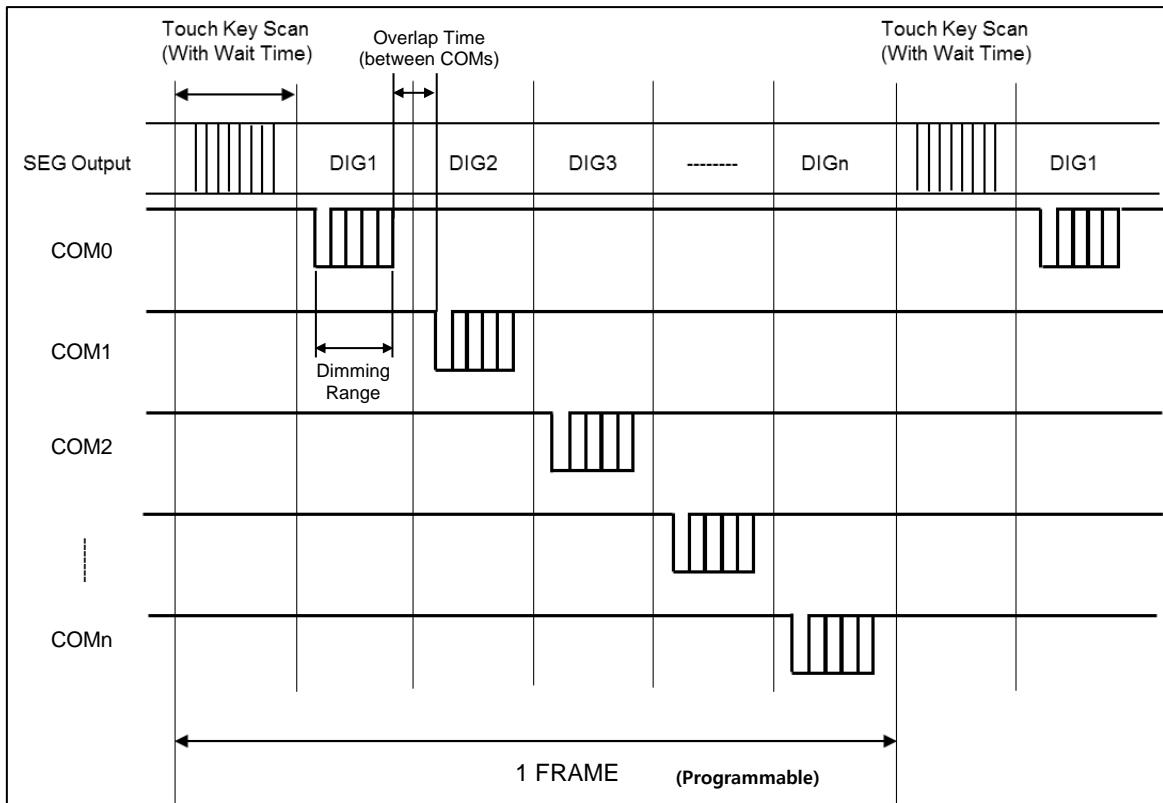 Touch Key Scan
(With Wait Time)
Overlap Time
(between COMs)
Touch Key Scan
(With Wait Time)
SEG Output
DIG1
DIG2
DIG3
--------
DIGn
DIG1
COM0
Dimming
Range
COM1
COM2
COMn
1 FRAME
(Programmable)